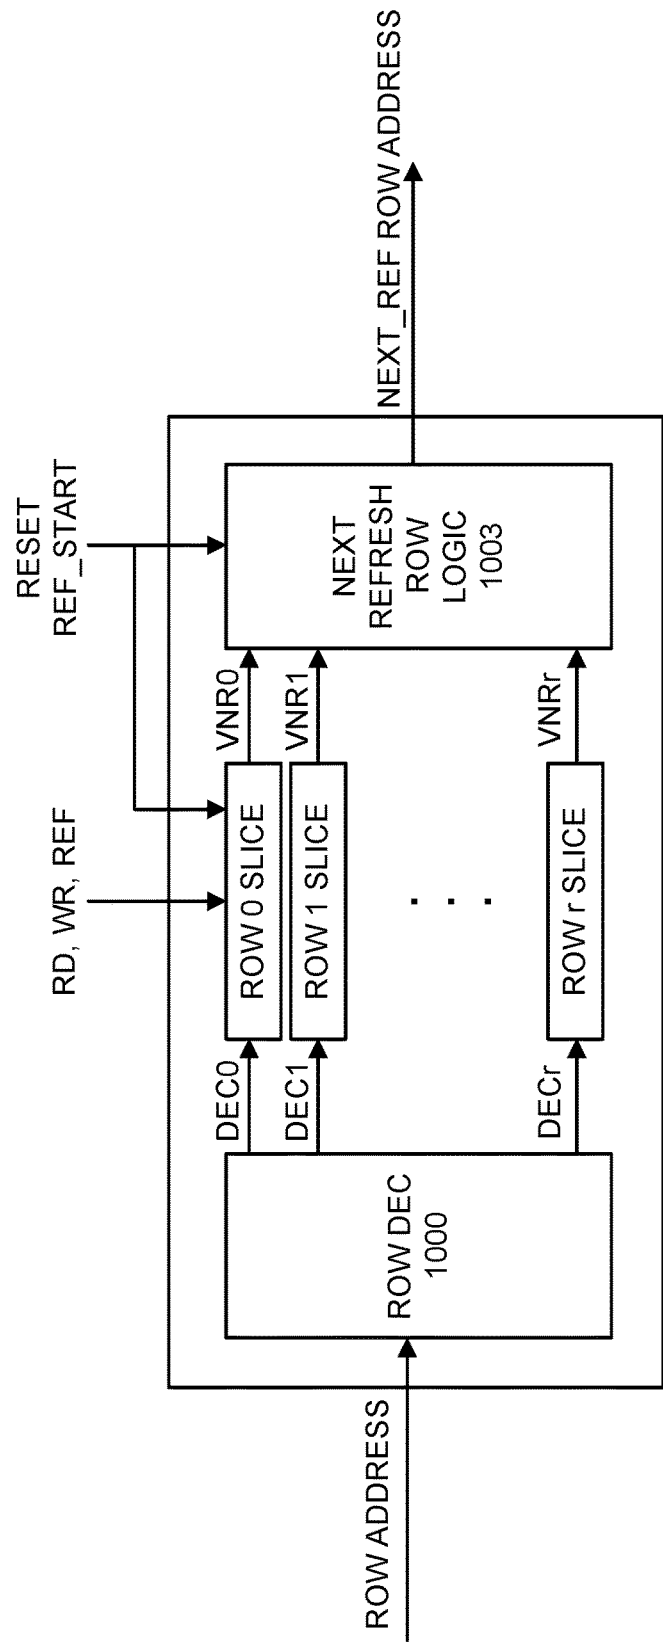 ROW ADDRESS
ROW DEC
1000
DEC0
DEC1
DECr
RD, WR, REF
RESET
REF_START
ROW 0 SLICE
ROW 1 SLICE
. . .
ROW r SLICE
VNR0
VNR1
VNRr
NEXT
REFRESH
ROW
LOGIC
1003
NEXT_REF ROW ADDRESS